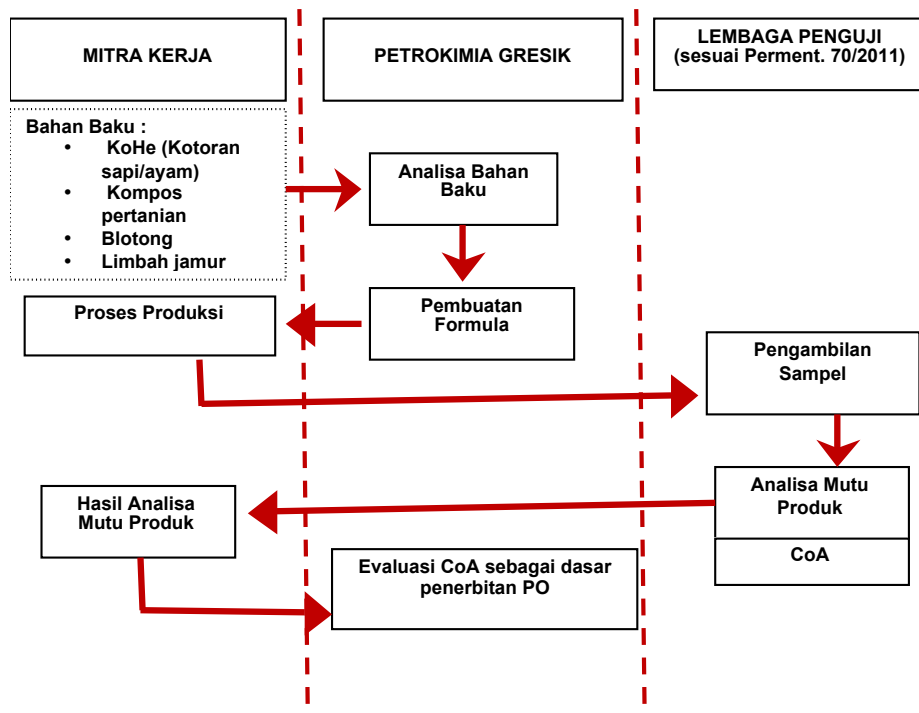 MITRA KERJA
PETROKIMIA GRESIK
LEMBAGA PENGUJI
(sesuai Perment. 70/2011)
Bahan Baku :
• KoHe (Kotoran
sapi/ayam)
• Kompos
pertanian
• Blotong
• Limbah jamur
Analisa Bahan
Baku
Pembuatan
Formula
Proses Produksi
Pengambilan
Sampel
Analisa Mutu
Produk
CoA
Hasil Analisa
Mutu Produk
Evaluasi CoA sebagai dasar
penerbitan PO